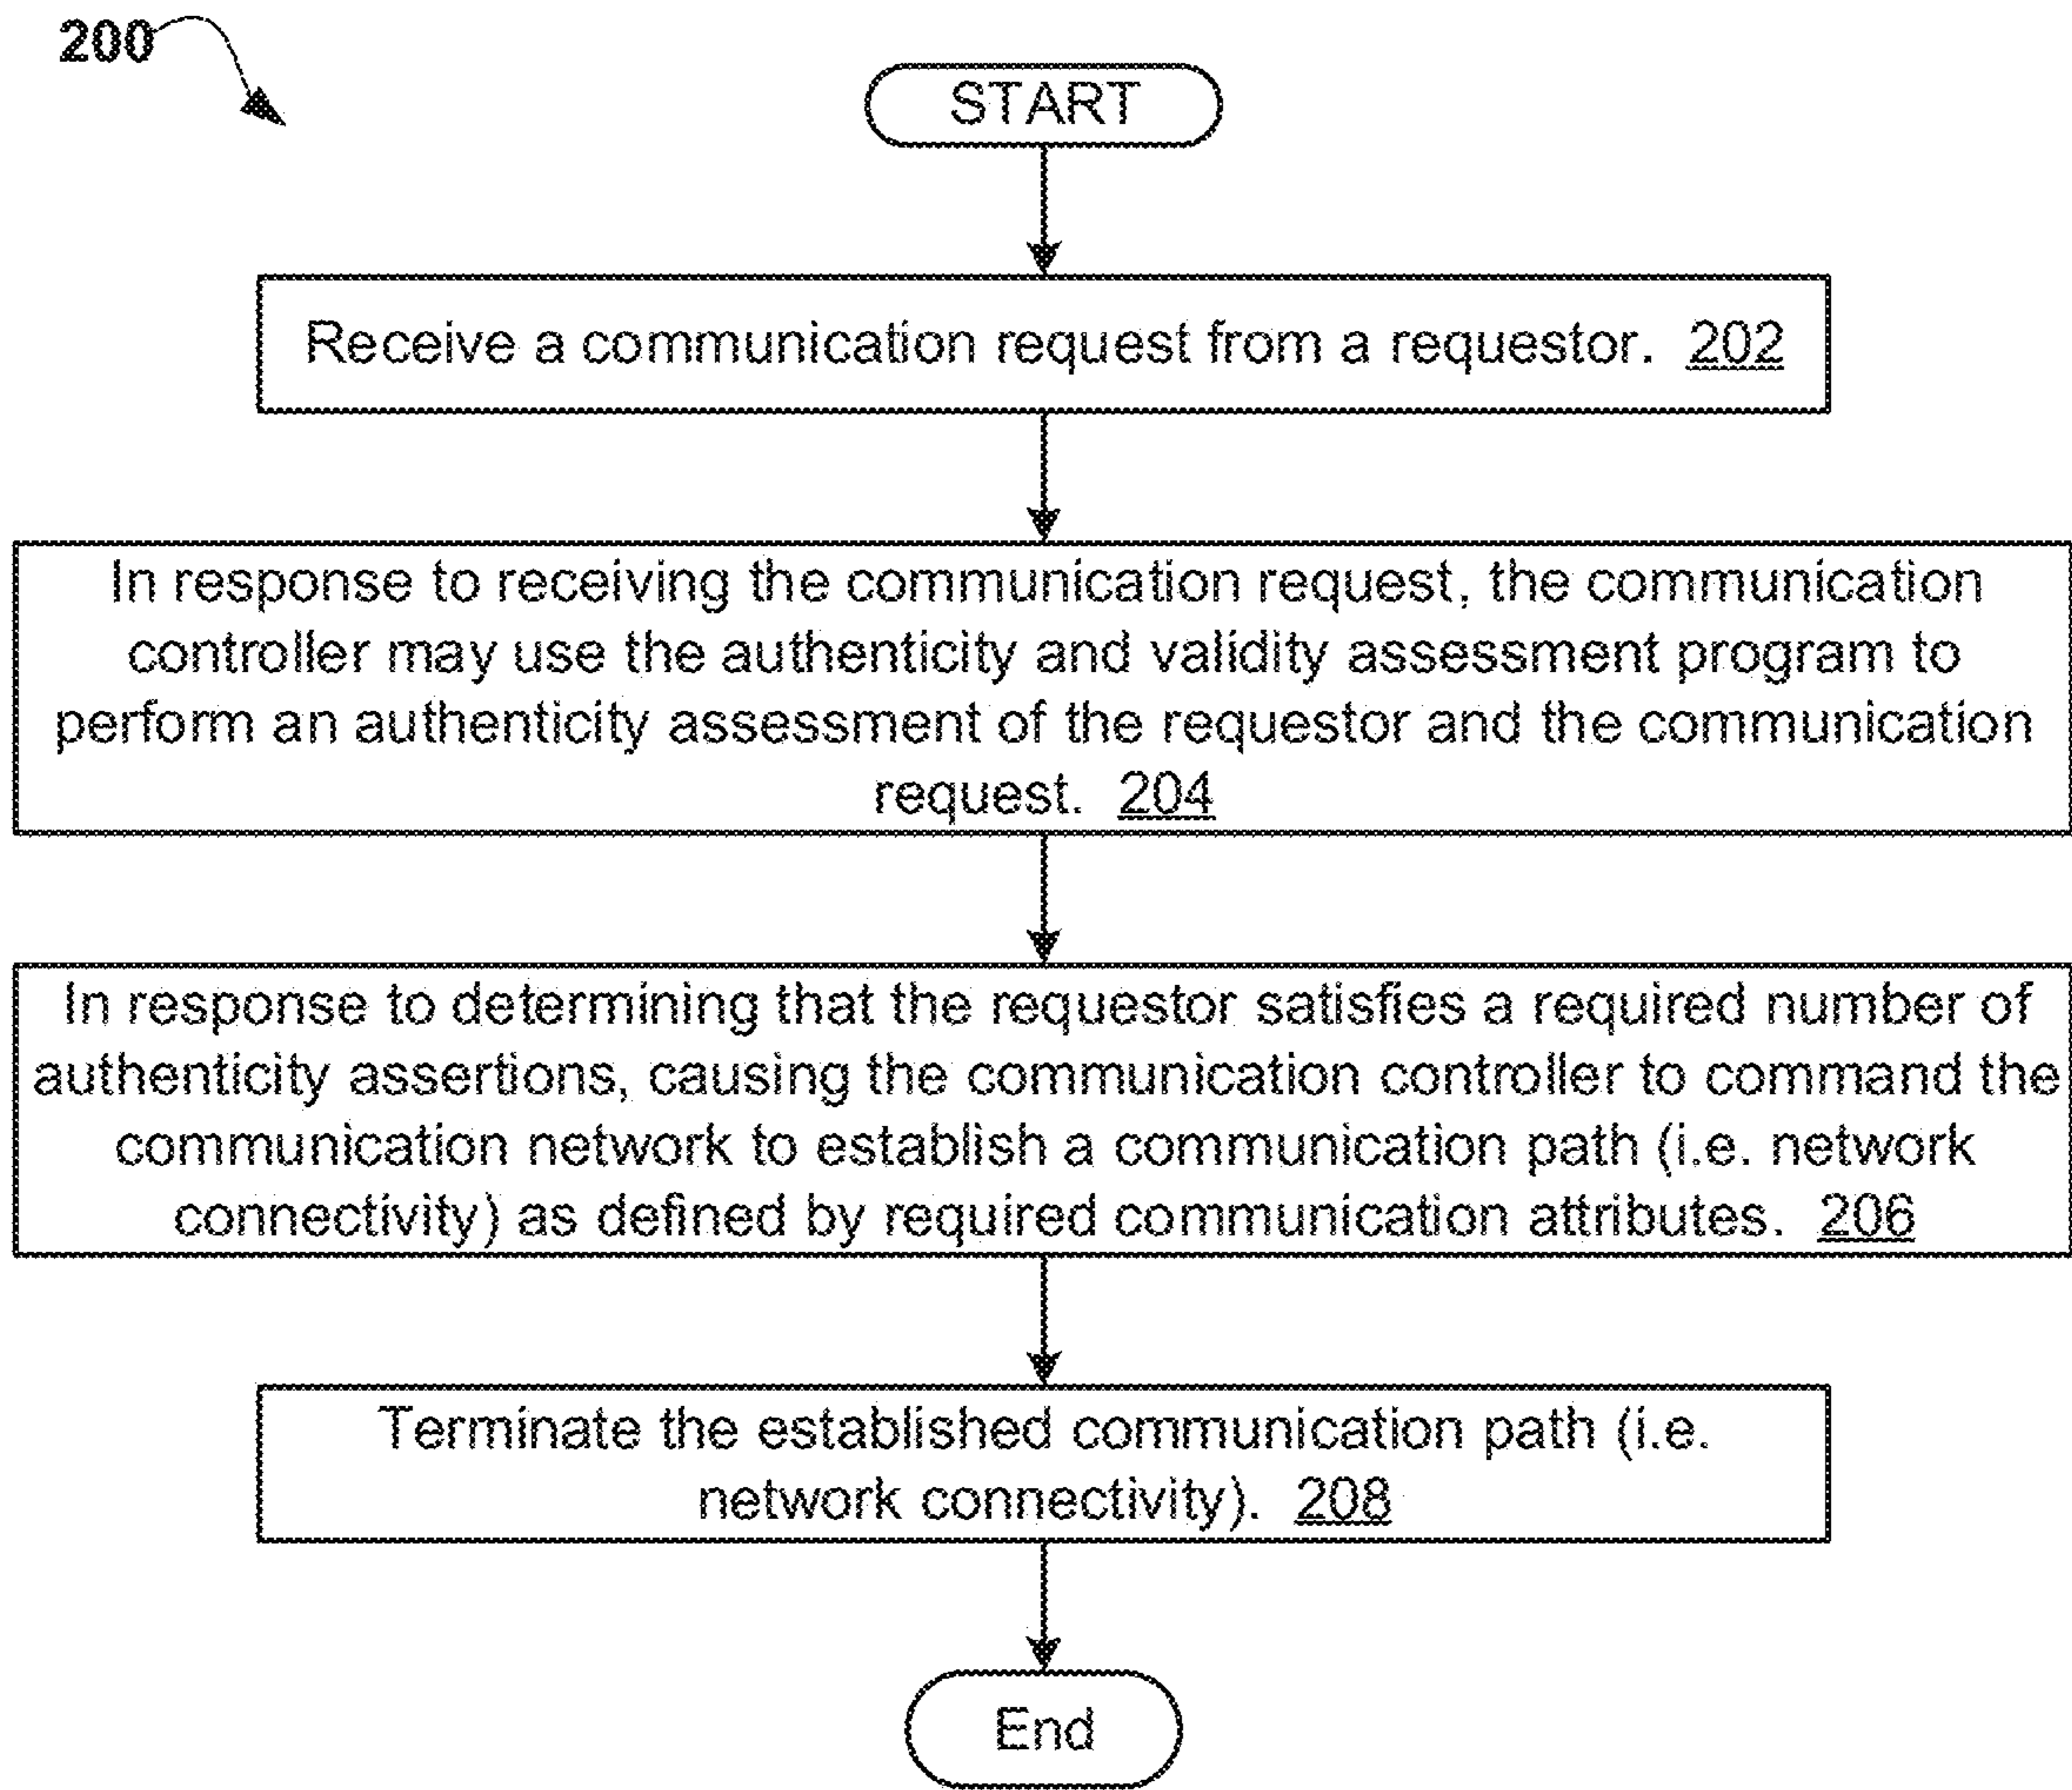 200
START
Receive a communication request from a requestor. 202
In response to receiving the communication request, the communication
controller may use the authenticity and validity assessment program to
perform an authenticity assessment of the requestor and the communication
request. 204
In response to determining that the requestor satisfies a required number of
authenticity assertions, causing the communication controller to command the
communication network to establish a communication path (i.e. network
connectivity) as defined by required communication attributes. 206
Terminate the established communication path (i.e.
network connectivity). 208
End